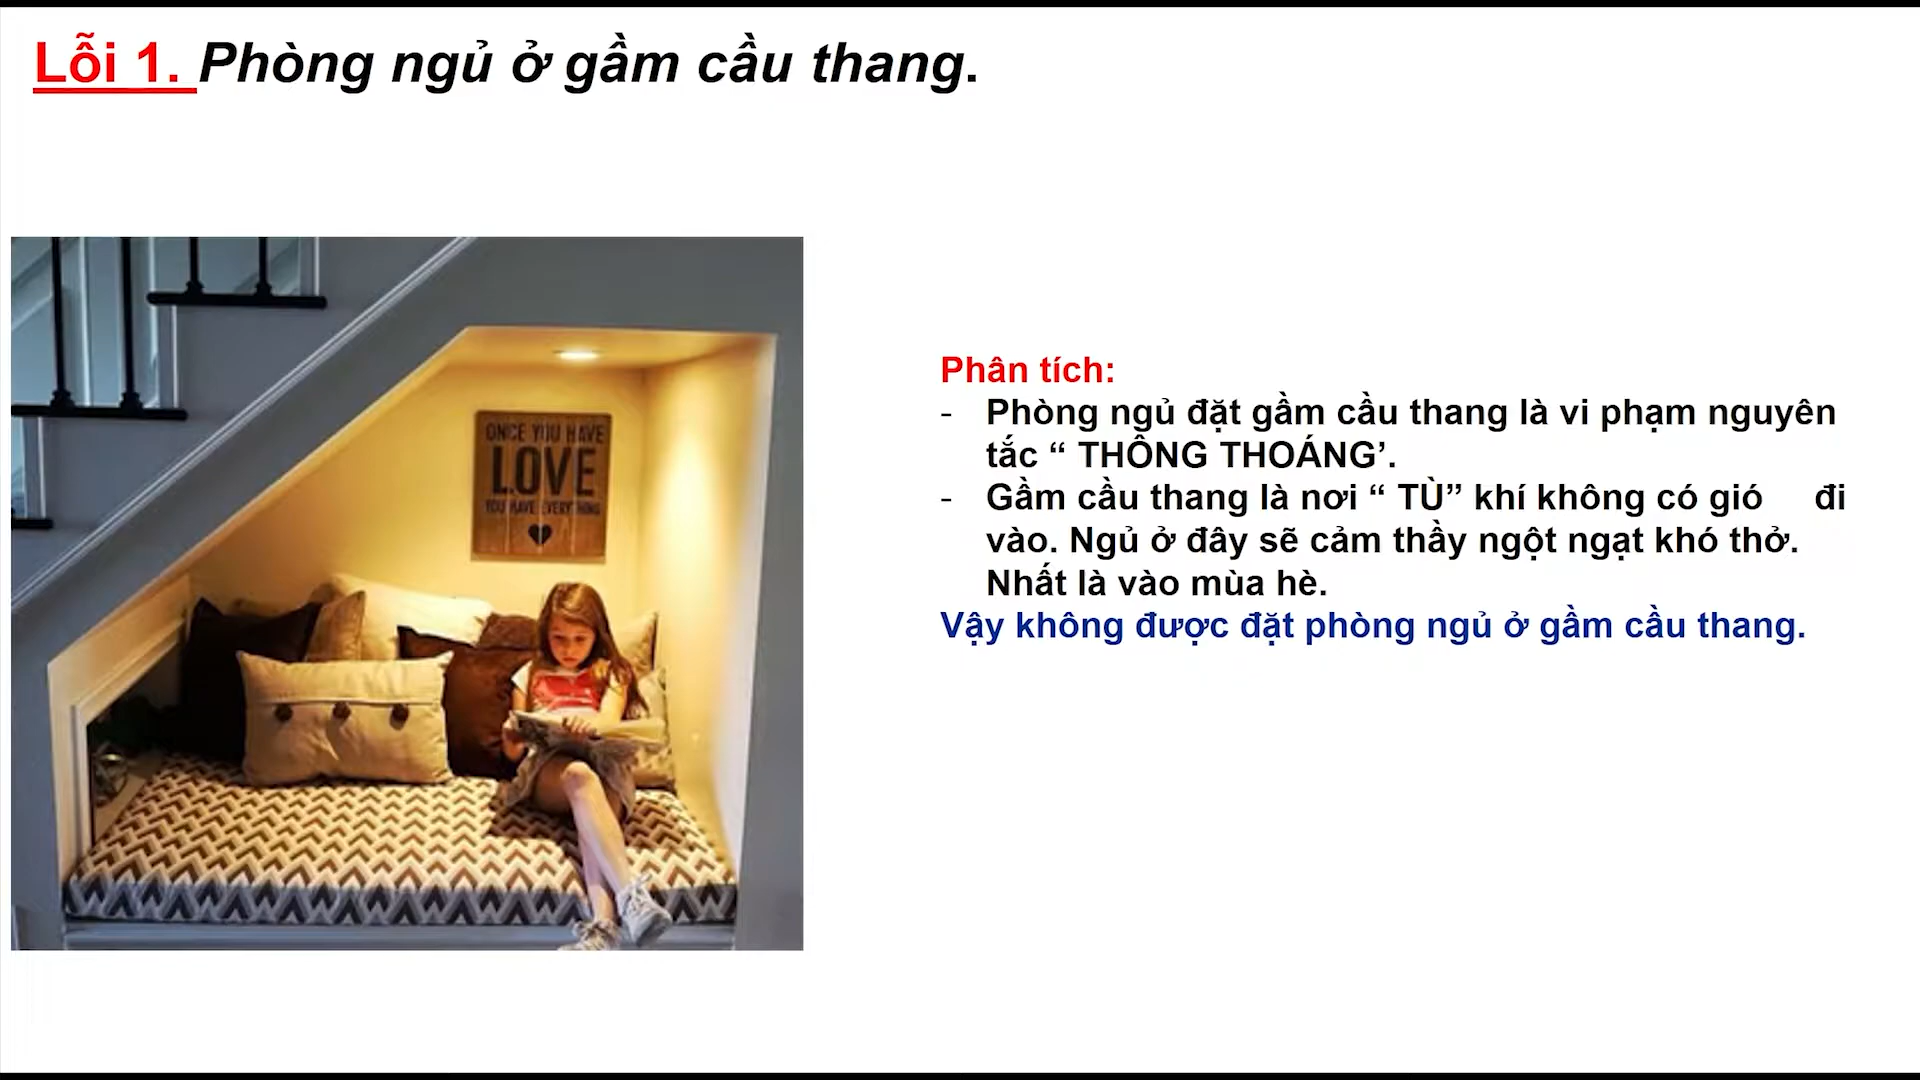 Lỗi 1. Phòng ngủ ở gầm cầu thang.
ONCE YOU HAVE
LOVE
YOU HAVE EVERYTHING
Phân tích:
- Phòng ngủ đặt gầm cầu thang là vi phạm nguyên
tắc “ THÔNG THOÁNG’.
- Gầm cầu thang là nơi “ TÙ” khí không có gió đi
vào. Ngủ ở đây sẽ cảm thầy ngột ngạt khó thở.
Nhất là vào mùa hè.
Vậy không được đặt phòng ngủ ở gầm cầu thang.